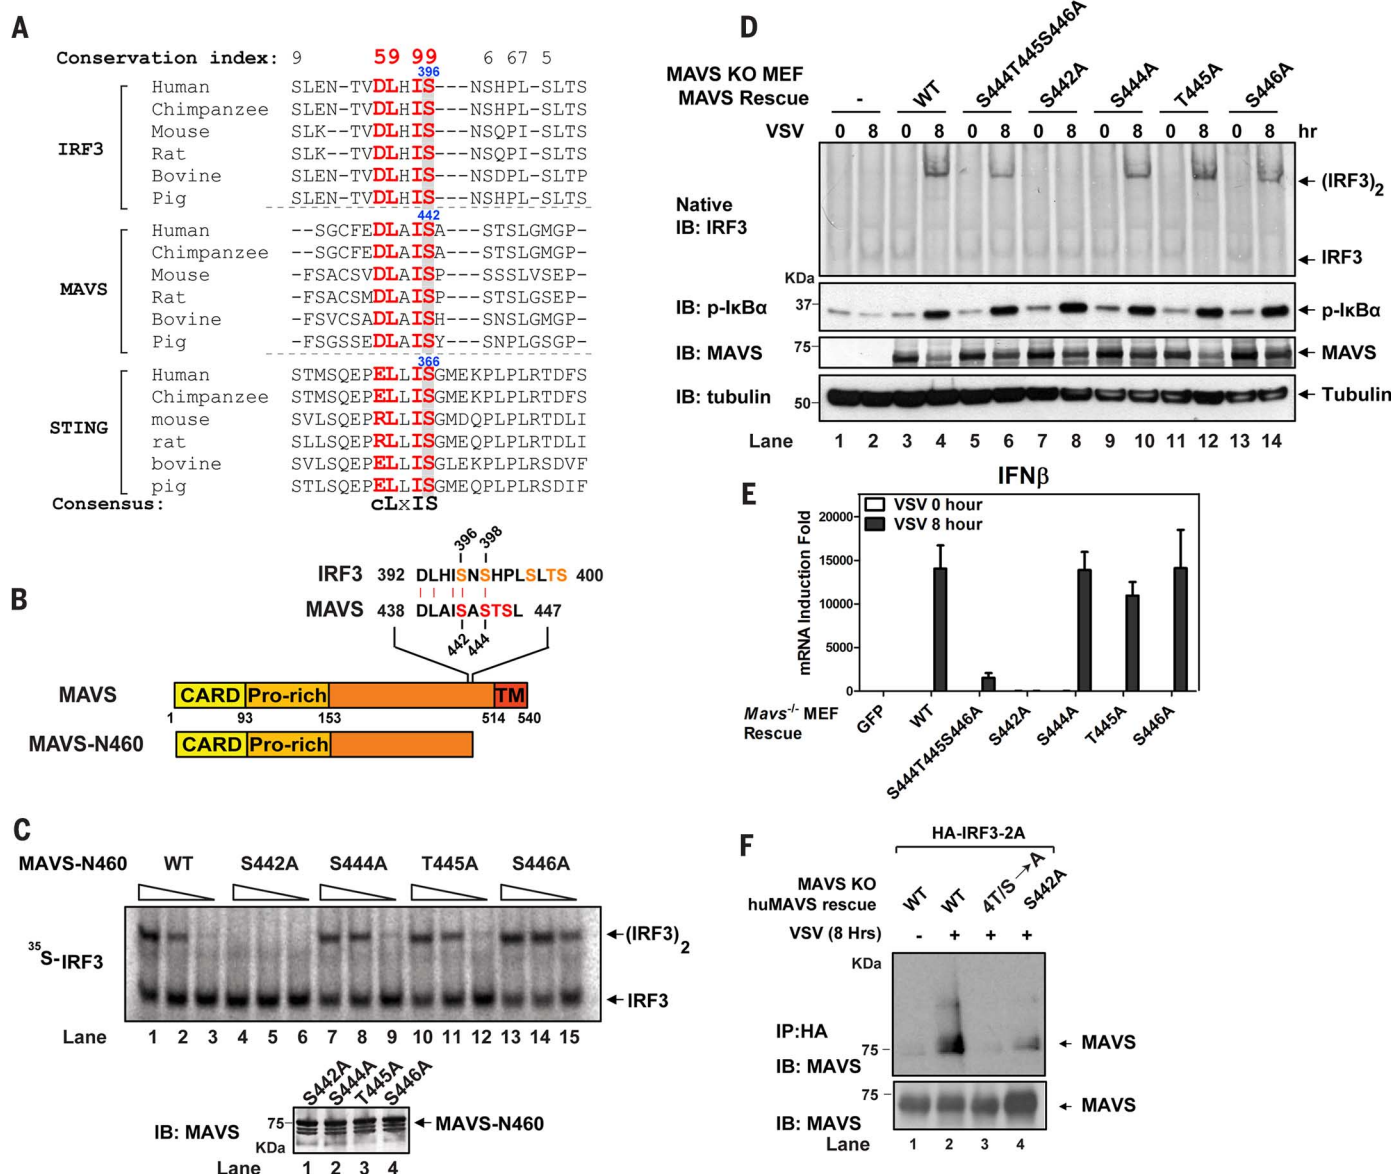 A
Conservation index: 9 59 99 6 67 5
396
IRF3
Human SLEN-TVDLHIS---NSHPL-SLTS
Chimpanzee SLEN-TVDLHIS---NSHPL-SLTS
Mouse SLK--TVDLHIS---NSQPI-SLTS
Rat SLK--TVDLHIS---NSQPI-SLTS
Bovine SLEN-TVDLHIS---NSDPL-SLTP
Pig SLEN-TVDLHIS---NSHPL-SLTS
442
MAVS
Human --SGCFEDLAISA---STSLGMGP-
Chimpanzee --SGCFEDLAISA---STSLGMGP-
Mouse -FSACSVDLAISP---SSSLVSEP-
Rat -FSACSMDLAISP---STSLGSEP-
Bovine -FSVCSADLAISH---SNSLGMGP-
Pig -FSGSSEDLAISY---SNPLGSGP-
366
STING
Human STMSQEPELLISGMEKPLPLRTDFS
Chimpanzee STMSQEPELLISGMEKPLPLRTDFS
mouse SVLSQEPRLLISGMDQPLPLRTDLI
rat SLLSQEPRLLISGMEQPLPLRTDLI
bovine SVLSQEPELLISGLEKPLPLRSDVF
pig STLSQEPELLISGMEQPLPLRSDIF
Consensus: cLxIS
B
396 398
IRF3 392 DLHISNSHPLSLTS 400
MAVS 438 DLAISASTSL 447
442 444
MAVS CARD Pro-rich TM
1 93 153 514 540
MAVS-N460 CARD Pro-rich
C
MAVS-N460 WT S442A S444A T445A S446A
35S-IRF3
(IRF3)2
IRF3
Lane 1 2 3 4 5 6 7 8 9 10 11 12 13 14 15
S442A S444A T445A S446A
IB: MAVS 75 KDa MAVS-N460
Lane 1 2 3 4
D
MAVS KO MEF
MAVS Rescue - WT S444T445S446A S442A S444A T445A S446A
VSV 0 8 0 8 0 8 0 8 0 8 0 8 0 8 hr
Native
IB: IRF3
(IRF3)2
IRF3
KDa
IB: p-IκBα 37 p-IκBα
IB: MAVS 75 MAVS
IB: tubulin 50 Tubulin
Lane 1 2 3 4 5 6 7 8 9 10 11 12 13 14
E
IFNβ
VSV 0 hour
VSV 8 hour
mRNA Induction Fold
20000
15000
10000
5000
0
Mavs-/- MEF
Rescue
GFP WT S444T445S446A S442A S444A T445A S446A
F
HA-IRF3-2A
MAVS KO
huMAVS rescue WT WT 4T/S→A S442A
VSV (8 Hrs) - + + +
KDa
IP:HA
IB: MAVS
75 MAVS
75
IB: MAVS MAVS
Lane 1 2 3 4